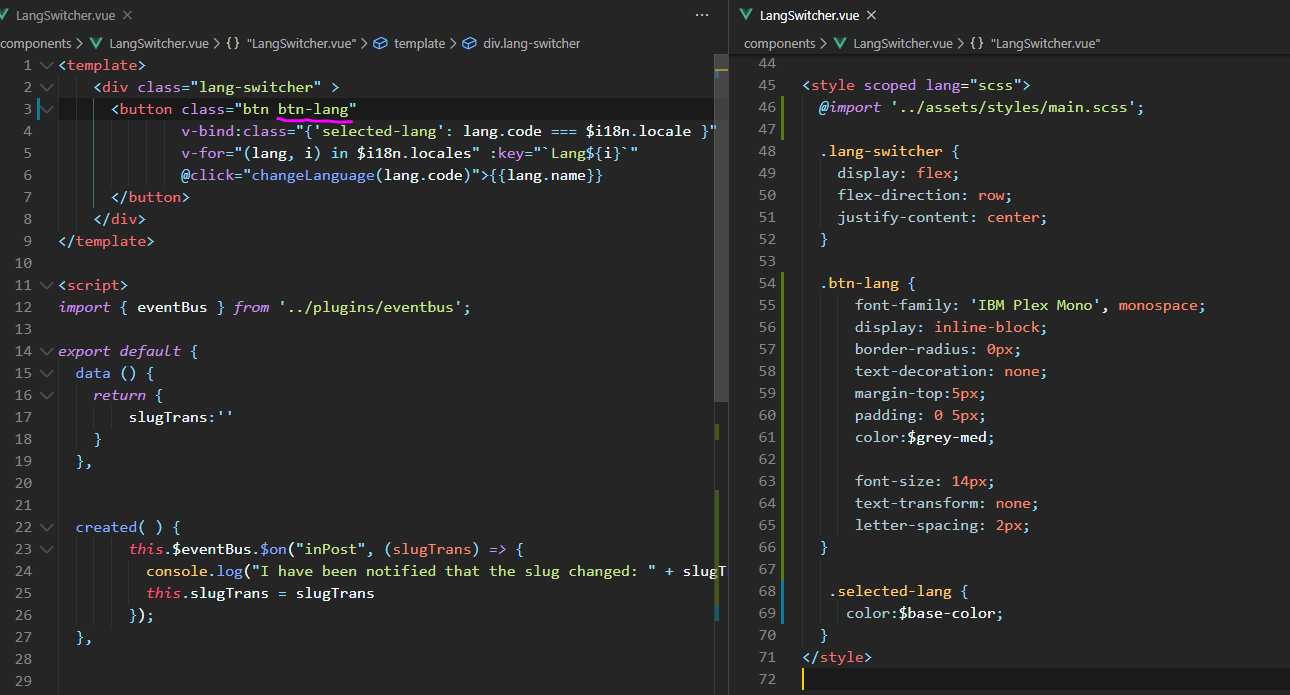 LangSwitcher.vue ×
components > LangSwitcher.vue > {} "LangSwitcher.vue" > template > div.lang-switcher
1 <template>
2 <div class="lang-switcher" >
3 <button class="btn btn-lang"
4 v-bind:class="{'selected-lang': lang.code === $i18n.locale }"
5 v-for="(lang, i) in $i18n.locales" :key="`Lang${i}`"
6 @click="changeLanguage(lang.code)">{{lang.name}}
7 </button>
8 </div>
9 </template>
10
11 <script>
12 import { eventBus } from '../plugins/eventbus';
13
14 export default {
15 data () {
16 return {
17 slugTrans:''
18 }
19 },
20
21
22 created( ) {
23 this.$eventBus.$on("inPost", (slugTrans) => {
24 console.log("I have been notified that the slug changed: " + slugT
25 this.slugTrans = slugTrans
26 });
27 },
28
29
LangSwitcher.vue ×
components > LangSwitcher.vue > {} "LangSwitcher.vue"
44
45 <style scoped lang="scss">
46 @import '../assets/styles/main.scss';
47
48 .lang-switcher {
49 display: flex;
50 flex-direction: row;
51 justify-content: center;
52 }
53
54 .btn-lang {
55 font-family: 'IBM Plex Mono', monospace;
56 display: inline-block;
57 border-radius: 0px;
58 text-decoration: none;
59 margin-top:5px;
60 padding: 0 5px;
61 color:$grey-med;
62
63 font-size: 14px;
64 text-transform: none;
65 letter-spacing: 2px;
66 }
67
68 .selected-lang {
69 color:$base-color;
70 }
71 </style>
72